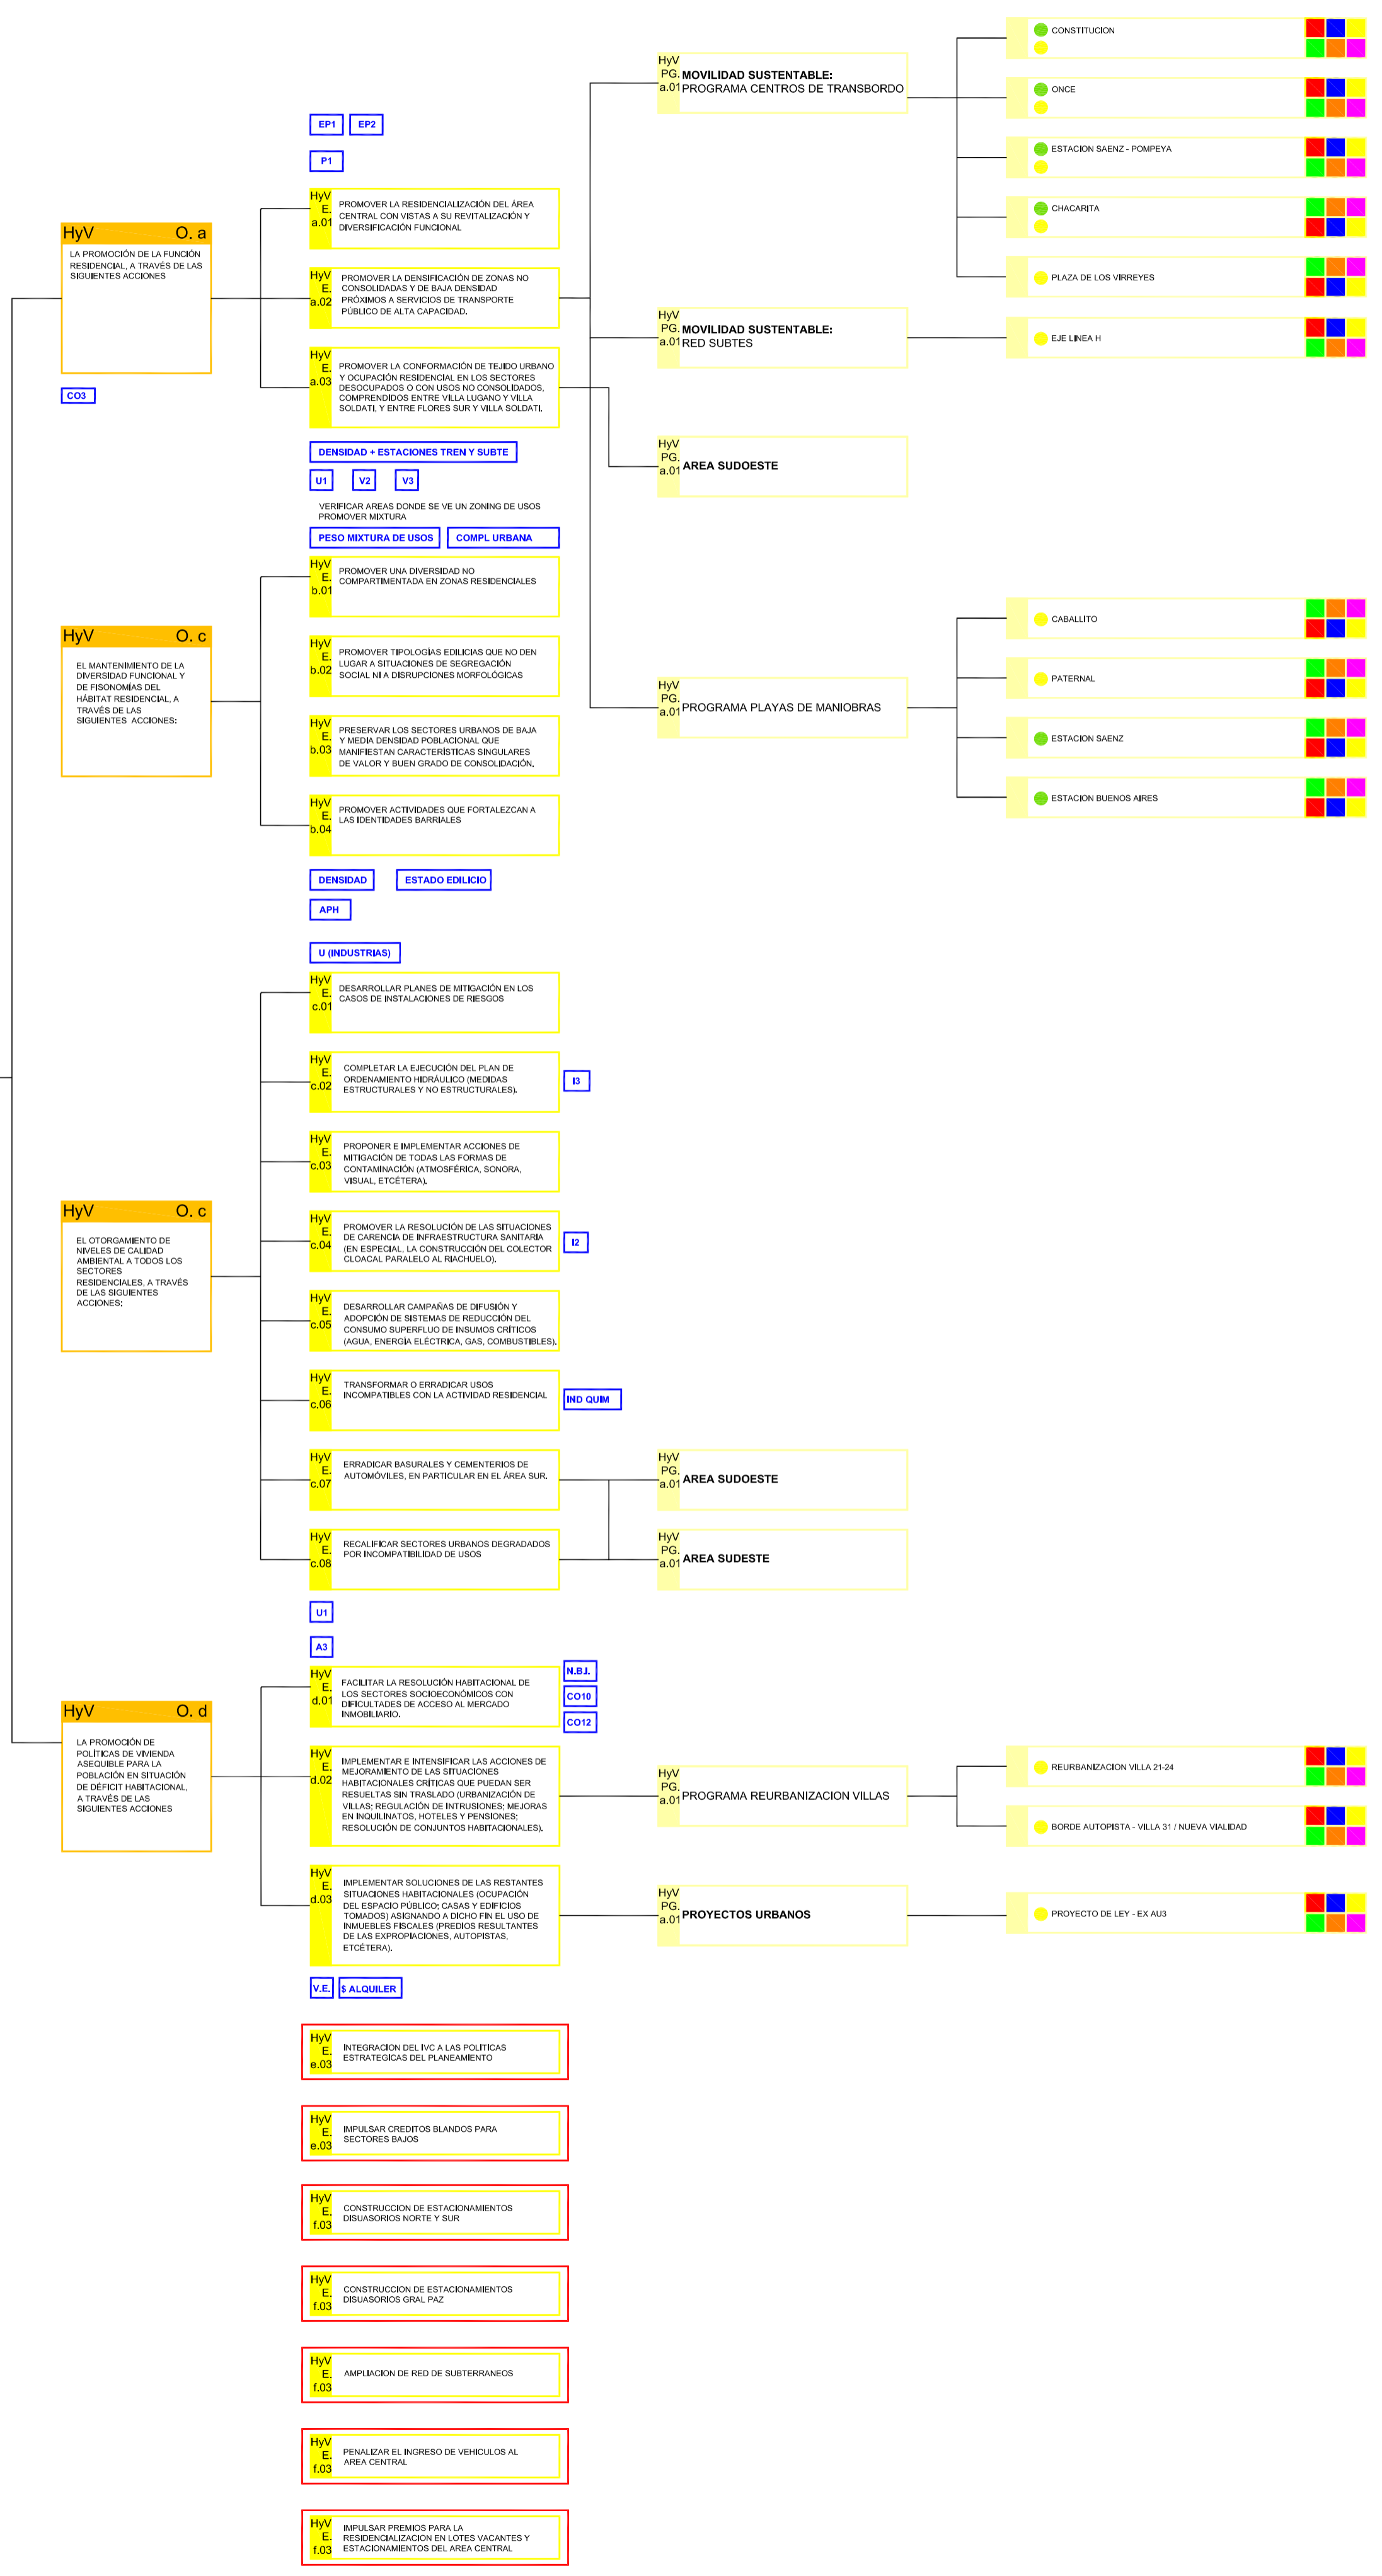 HyV O. a
LA PROMOCIÓN DE LA FUNCIÓN
RESIDENCIAL, A TRAVÉS DE LAS
SIGUIENTES ACCIONES
CO3
EP1 EP2
P1
HyV
E.
a.01
PROMOVER LA RESIDENCIALIZACIÓN DEL ÁREA
CENTRAL CON VISTAS A SU REVITALIZACIÓN Y
DIVERSIFICACIÓN FUNCIONAL
HyV
E.
a.02
PROMOVER LA DENSIFICACIÓN DE ZONAS NO
CONSOLIDADAS Y DE BAJA DENSIDAD
PRÓXIMOS A SERVICIOS DE TRANSPORTE
PÚBLICO DE ALTA CAPACIDAD.
HyV
E.
a.03
PROMOVER LA CONFORMACIÓN DE TEJIDO URBANO
Y OCUPACIÓN RESIDENCIAL EN LOS SECTORES
DESOCUPADOS O CON USOS NO CONSOLIDADOS,
COMPRENDIDOS ENTRE VILLA LUGANO Y VILLA
SOLDATI, Y ENTRE FLORES SUR Y VILLA SOLDATI.
DENSIDAD + ESTACIONES TREN Y SUBTE
U1 V2 V3
HyV
PG.
a.01
MOVILIDAD SUSTENTABLE:
PROGRAMA CENTROS DE TRANSBORDO
CONSTITUCION
ONCE
ESTACION SAENZ - POMPEYA
CHACARITA
PLAZA DE LOS VIRREYES
HyV
PG.
a.01
MOVILIDAD SUSTENTABLE:
RED SUBTES
EJE LINEA H
HyV
PG.
a.01
AREA SUDOESTE
HyV
PG.
a.01
PROGRAMA PLAYAS DE MANIOBRAS
CABALLITO
PATERNAL
ESTACION SAENZ
ESTACION BUENOS AIRES
VERIFICAR AREAS DONDE SE VE UN ZONING DE USOS
PROMOVER MIXTURA
PESO MIXTURA DE USOS COMPL URBANA
HyV O. c
EL MANTENIMIENTO DE LA
DIVERSIDAD FUNCIONAL Y
DE FISONOMÍAS DEL
HÁBITAT RESIDENCIAL, A
TRAVÉS DE LAS
SIGUIENTES ACCIONES:
HyV
E.
b.01
PROMOVER UNA DIVERSIDAD NO
COMPARTIMENTADA EN ZONAS RESIDENCIALES
HyV
E.
b.02
PROMOVER TIPOLOGÍAS EDILICIAS QUE NO DEN
LUGAR A SITUACIONES DE SEGREGACIÓN
SOCIAL NI A DISRUPCIONES MORFOLÓGICAS
HyV
E.
b.03
PRESERVAR LOS SECTORES URBANOS DE BAJA
Y MEDIA DENSIDAD POBLACIONAL QUE
MANIFIESTAN CARACTERÍSTICAS SINGULARES
DE VALOR Y BUEN GRADO DE CONSOLIDACIÓN.
HyV
E.
b.04
PROMOVER ACTIVIDADES QUE FORTALEZCAN A
LAS IDENTIDADES BARRIALES
DENSIDAD ESTADO EDILICIO
APH
U (INDUSTRIAS)
HyV O. c
EL OTORGAMIENTO DE
NIVELES DE CALIDAD
AMBIENTAL A TODOS LOS
SECTORES
RESIDENCIALES, A TRAVÉS
DE LAS SIGUIENTES
ACCIONES;
HyV
E.
c.01
DESARROLLAR PLANES DE MITIGACIÓN EN LOS
CASOS DE INSTALACIONES DE RIESGOS
HyV
E.
c.02
COMPLETAR LA EJECUCIÓN DEL PLAN DE
ORDENAMIENTO HIDRÁULICO (MEDIDAS
ESTRUCTURALES Y NO ESTRUCTURALES).
I3
HyV
E.
c.03
PROPONER E IMPLEMENTAR ACCIONES DE
MITIGACIÓN DE TODAS LAS FORMAS DE
CONTAMINACIÓN (ATMOSFÉRICA, SONORA,
VISUAL, ETCÉTERA).
HyV
E.
c.04
PROMOVER LA RESOLUCIÓN DE LAS SITUACIONES
DE CARENCIA DE INFRAESTRUCTURA SANITARIA
(EN ESPECIAL, LA CONSTRUCCIÓN DEL COLECTOR
CLOACAL PARALELO AL RIACHUELO).
I2
HyV
E.
c.05
DESARROLLAR CAMPAÑAS DE DIFUSIÓN Y
ADOPCIÓN DE SISTEMAS DE REDUCCIÓN DEL
CONSUMO SUPERFLUO DE INSUMOS CRÍTICOS
(AGUA, ENERGÍA ELÉCTRICA, GAS, COMBUSTIBLES).
HyV
E.
c.06
TRANSFORMAR O ERRADICAR USOS
INCOMPATIBLES CON LA ACTIVIDAD RESIDENCIAL
IND QUIM
HyV
E.
c.07
ERRADICAR BASURALES Y CEMENTERIOS DE
AUTOMÓVILES, EN PARTICULAR EN EL ÁREA SUR.
HyV
PG.
a.01
AREA SUDOESTE
HyV
E.
c.08
RECALIFICAR SECTORES URBANOS DEGRADADOS
POR INCOMPATIBILIDAD DE USOS
HyV
PG.
a.01
AREA SUDESTE
U1
A3
HyV O. d
LA PROMOCIÓN DE
POLÍTICAS DE VIVIENDA
ASEQUIBLE PARA LA
POBLACIÓN EN SITUACIÓN
DE DÉFICIT HABITACIONAL,
A TRAVÉS DE LAS
SIGUIENTES ACCIONES
HyV
E.
d.01
FACILITAR LA RESOLUCIÓN HABITACIONAL DE
LOS SECTORES SOCIOECONÓMICOS CON
DIFICULTADES DE ACCESO AL MERCADO
INMOBILIARIO.
N.B.I.
CO10
CO12
HyV
E.
d.02
IMPLEMENTAR E INTENSIFICAR LAS ACCIONES DE
MEJORAMIENTO DE LAS SITUACIONES
HABITACIONALES CRÍTICAS QUE PUEDAN SER
RESUELTAS SIN TRASLADO (URBANIZACIÓN DE
VILLAS; REGULACIÓN DE INTRUSIONES; MEJORAS
EN INQUILINATOS, HOTELES Y PENSIONES;
RESOLUCIÓN DE CONJUNTOS HABITACIONALES).
HyV
PG.
a.01
PROGRAMA REURBANIZACION VILLAS
REURBANIZACION VILLA 21-24
BORDE AUTOPISTA - VILLA 31 / NUEVA VIALIDAD
HyV
E.
d.03
IMPLEMENTAR SOLUCIONES DE LAS RESTANTES
SITUACIONES HABITACIONALES (OCUPACIÓN
DEL ESPACIO PÚBLICO; CASAS Y EDIFICIOS
TOMADOS) ASIGNANDO A DICHO FIN EL USO DE
INMUEBLES FISCALES (PREDIOS RESULTANTES
DE LAS EXPROPIACIONES, AUTOPISTAS,
ETCÉTERA).
HyV
PG.
a.01
PROYECTOS URBANOS
PROYECTO DE LEY - EX AU3
V.E. $ ALQUILER
HyV
E.
e.03
INTEGRACION DEL IVC A LAS POLITICAS
ESTRATEGICAS DEL PLANEAMIENTO
HyV
E.
e.03
IMPULSAR CREDITOS BLANDOS PARA
SECTORES BAJOS
HyV
E.
f.03
CONSTRUCCION DE ESTACIONAMIENTOS
DISUASORIOS NORTE Y SUR
HyV
E.
f.03
CONSTRUCCION DE ESTACIONAMIENTOS
DISUASORIOS GRAL PAZ
HyV
E.
f.03
AMPLIACION DE RED DE SUBTERRANEOS
HyV
E.
f.03
PENALIZAR EL INGRESO DE VEHICULOS AL
AREA CENTRAL
HyV
E.
f.03
IMPULSAR PREMIOS PARA LA
RESIDENCIALIZACION EN LOTES VACANTES Y
ESTACIONAMIENTOS DEL AREA CENTRAL